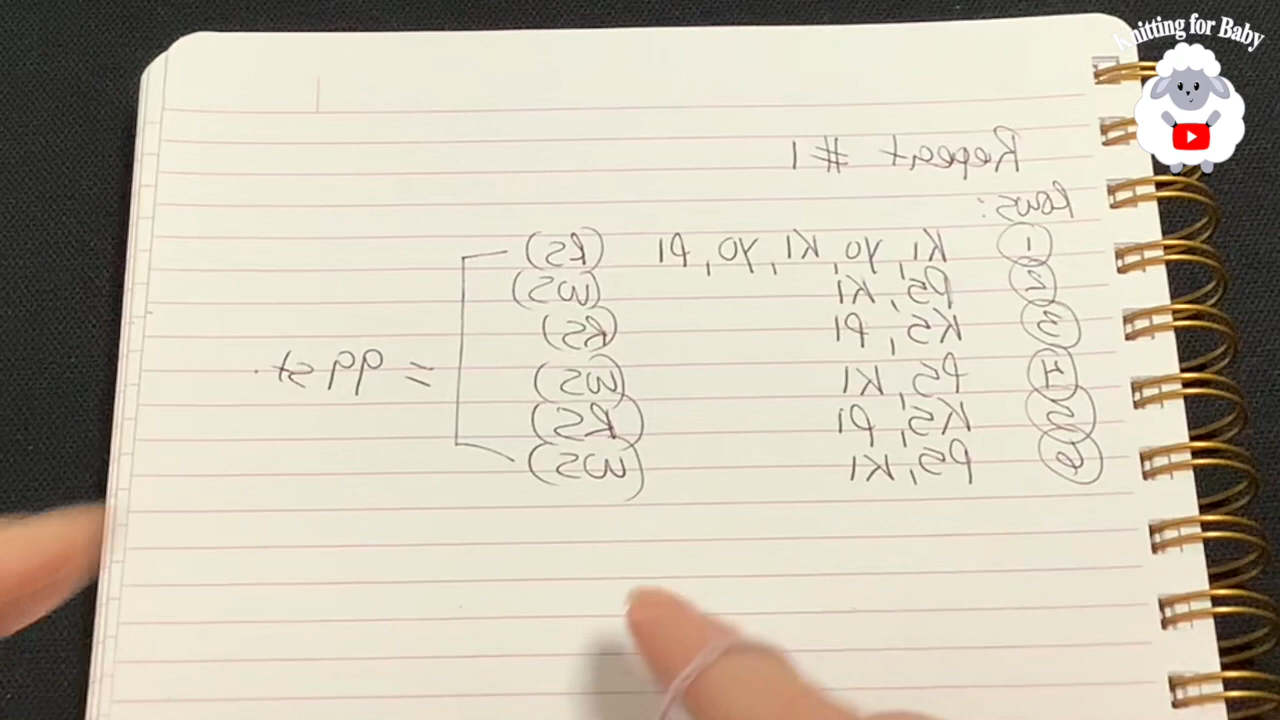 Knitting for Baby
Repeat #1
Rows:
1 K1, yo, K1, yo, P1 (RS)
2 P5, K1 (WS)
3 K5, P1 (RS)
4 P5, K1 (WS)
5 K5, P1 (RS)
6 P5, K1 (WS)
= 99 st.